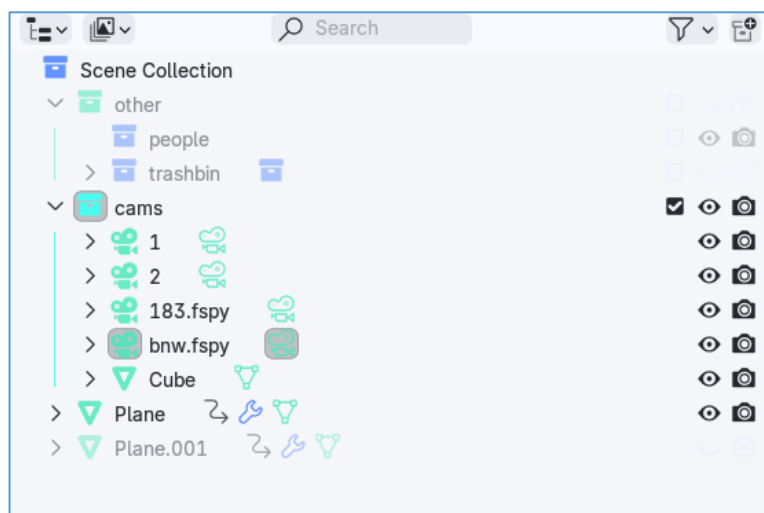 Search
Scene Collection
other
people
trashbin
cams
1
2
183.fspy
bnw.fspy
Cube
Plane
Plane.001